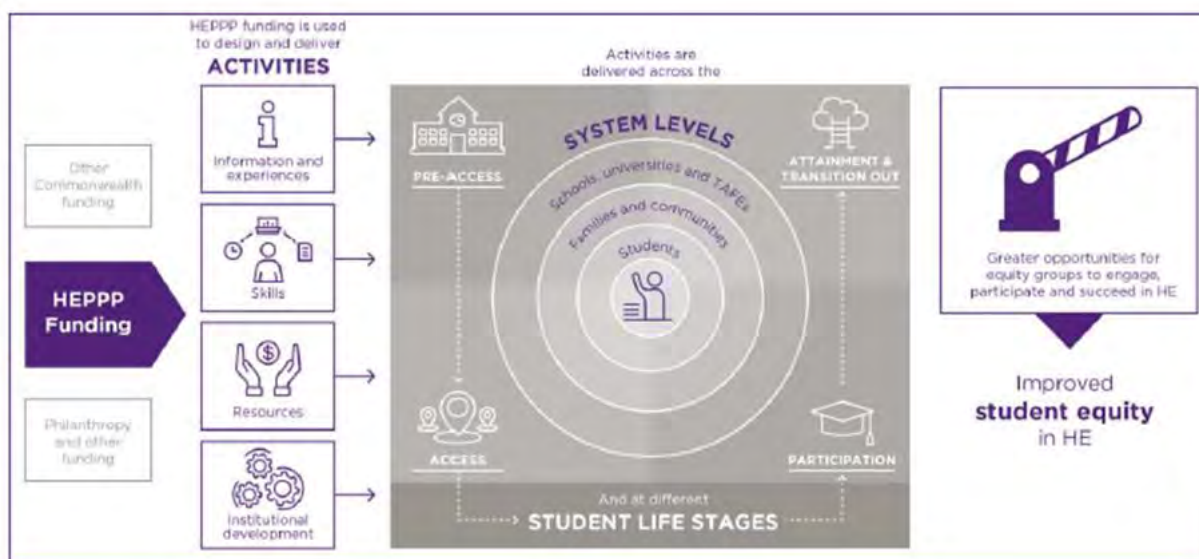 HEPPP funding is used
to design and deliver
ACTIVITIES
Other
Commonwealth
funding
HEPPP
Funding
Philanthropy
and other
funding
Information and
experiences
Skills
Resources
Institutional
development
Activities are
delivered across the
SYSTEM LEVELS
Schools, universities and TAFEs
Families and communities
Students
PRE-ACCESS
ACCESS
And at different
STUDENT LIFE STAGES
PARTICIPATION
ATTAINMENT &
TRANSITION OUT
Greater opportunities for
equity groups to engage,
participate and succeed in HE
Improved
student equity
in HE